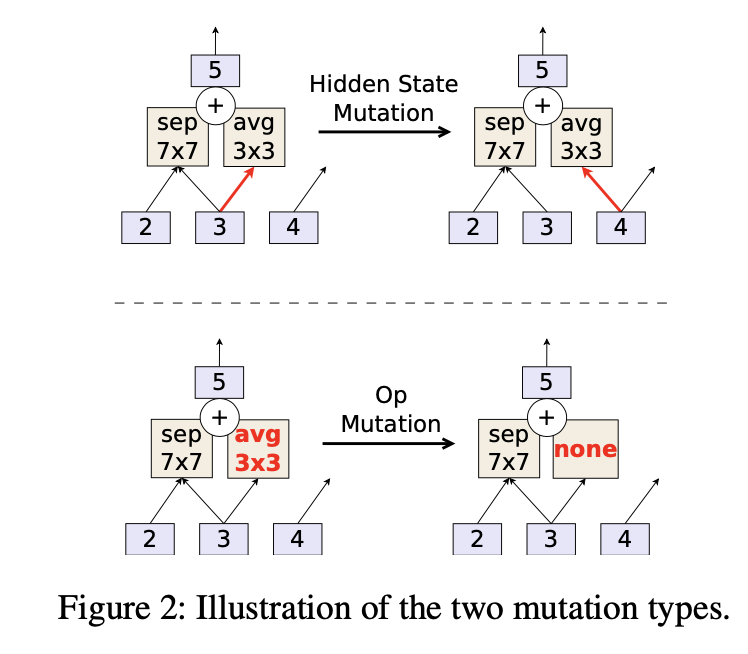 5
5
+
+
Hidden State
Mutation
sep
7x7
avg
3x3
sep
7x7
avg
3x3
2
3
4
2
3
4
5
5
+
+
Op
Mutation
sep
7x7
avg
3x3
sep
7x7
none
2
3
4
2
3
4
Figure 2: Illustration of the two mutation types.